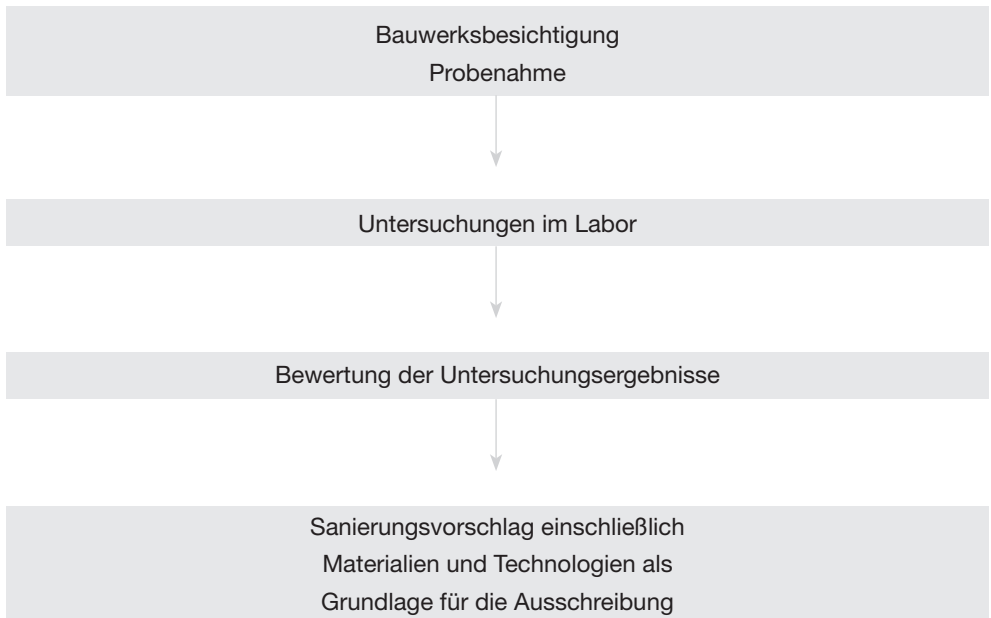 Bauwerksbesichtigung
Probenahme
Untersuchungen im Labor
Bewertung der Untersuchungsergebnisse
Sanierungsvorschlag einschließlich
Materialien und Technologien als
Grundlage für die Ausschreibung